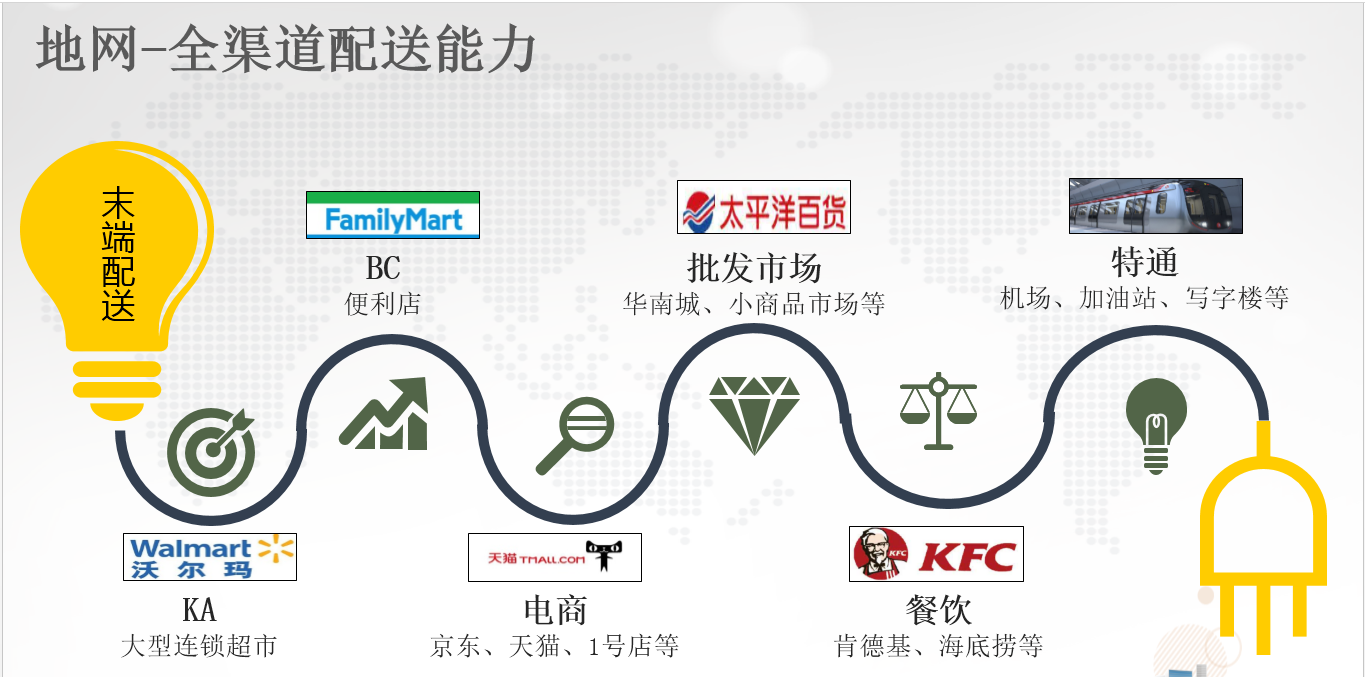 地网-全渠道配送能力
末端配送
FamilyMart
BC
便利店
太平洋百货
批发市场
华南城、小商品市场等
特通
机场、加油站、写字楼等
Walmart
沃尔玛
KA
大型连锁超市
天猫 TMALL.COM
电商
京东、天猫、1号店等
KFC
KFC
餐饮
肯德基、海底捞等